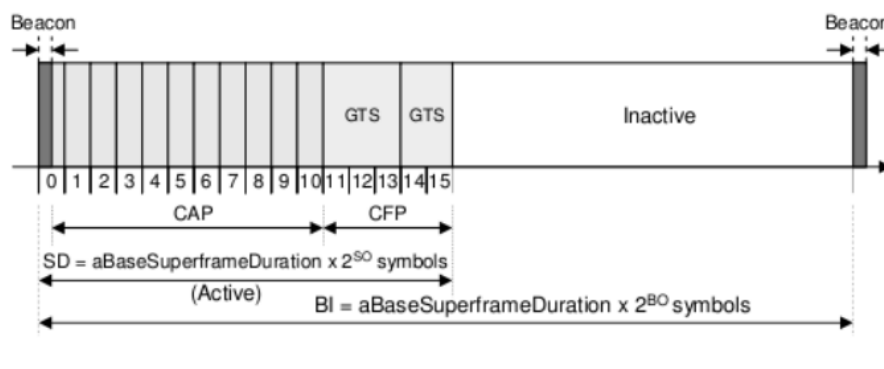 Beacon Beacon
GTS GTS Inactive
0 1 2 3 4 5 6 7 8 9 10 11 12 13 14 15
CAP CFP
SD = aBaseSuperframeDuration x 2^SO symbols
(Active)
BI = aBaseSuperframeDuration x 2^BO symbols